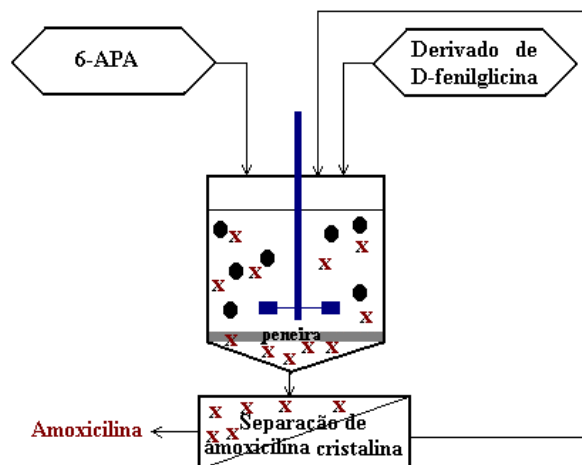 6-APA
Derivado de
D-fenilglicina
x x x x x x x
peneira
x x x x x x
x x x x
Separação de
x x
amoxicilina cristalina
Amoxicilina